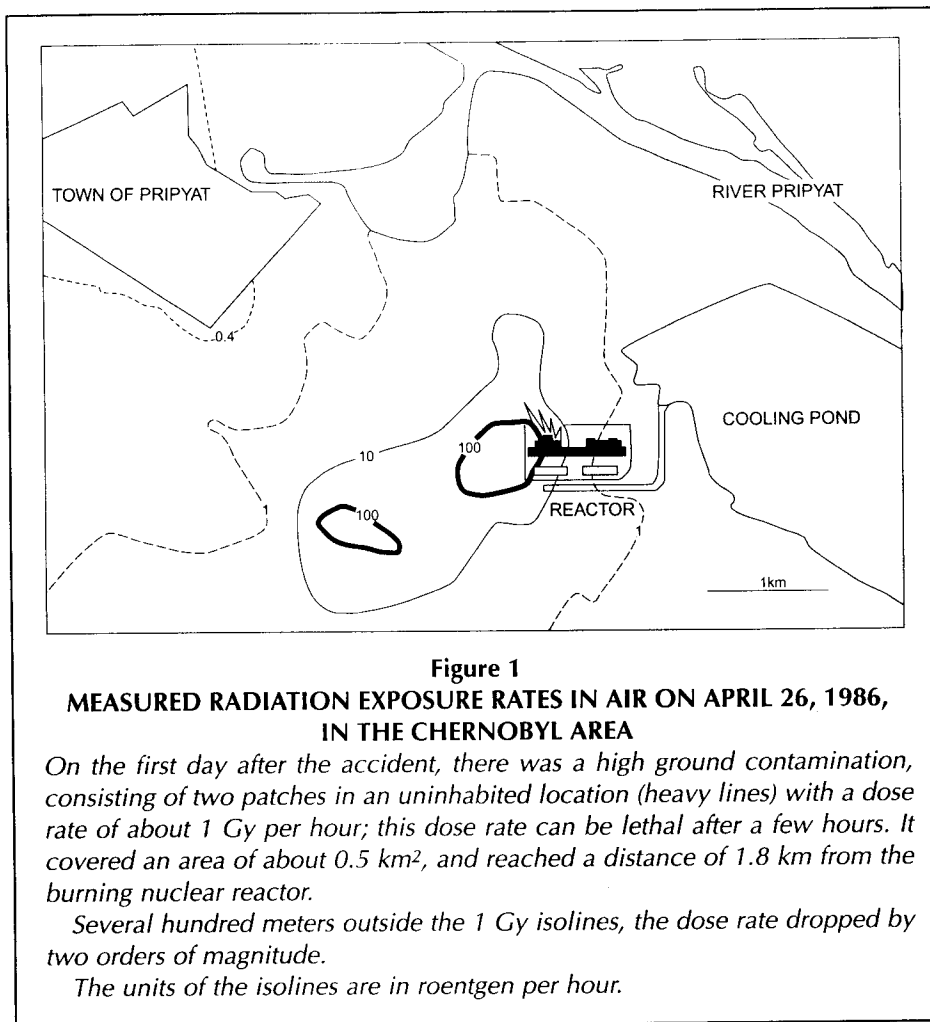 TOWN OF PRIPYAT
RIVER PRIPYAT
0.4
COOLING POND
100
10
100
REACTOR
1
1
1
1km
Figure 1
MEASURED RADIATION EXPOSURE RATES IN AIR ON APRIL 26, 1986,
IN THE CHERNOBYL AREA
On the first day after the accident, there was a high ground contamination,
consisting of two patches in an uninhabited location (heavy lines) with a dose
rate of about 1 Gy per hour; this dose rate can be lethal after a few hours. It
covered an area of about 0.5 km², and reached a distance of 1.8 km from the
burning nuclear reactor.
Several hundred meters outside the 1 Gy isolines, the dose rate dropped by
two orders of magnitude.
The units of the isolines are in roentgen per hour.